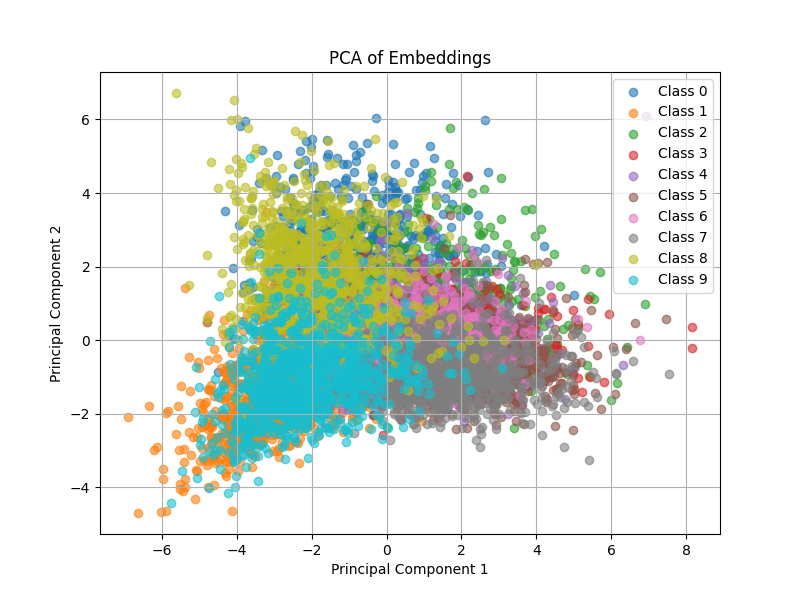 PCA of Embeddings
Class 0
Class 1
Class 2
Class 3
Class 4
Class 5
Class 6
Class 7
Class 8
Class 9
Principal Component 2
6
4
2
0
−2
−4
−6 −4 −2 0 2 4 6 8
Principal Component 1